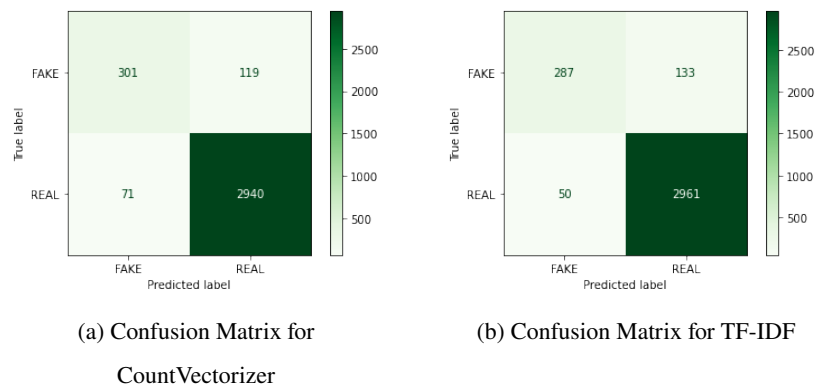 FAKE
REAL
True label
301
119
71
2940
FAKE
REAL
Predicted label
2500
2000
1500
1000
500
(a) Confusion Matrix for
CountVectorizer
FAKE
REAL
True label
287
133
50
2961
FAKE
REAL
Predicted label
2500
2000
1500
1000
500
(b) Confusion Matrix for TF-IDF